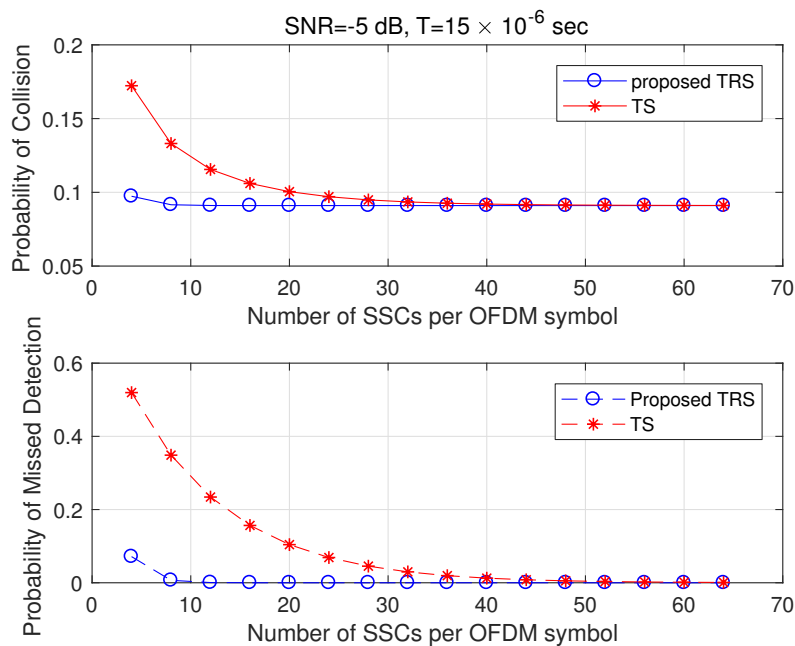 SNR=-5 dB, T=15 × 10⁻⁶ sec
Probability of Collision
0.2
0.15
0.1
0.05
proposed TRS
TS
0 10 20 30 40 50 60 70
Number of SSCs per OFDM symbol
Probability of Missed Detection
0.6
0.4
0.2
0
Proposed TRS
TS
0 10 20 30 40 50 60 70
Number of SSCs per OFDM symbol